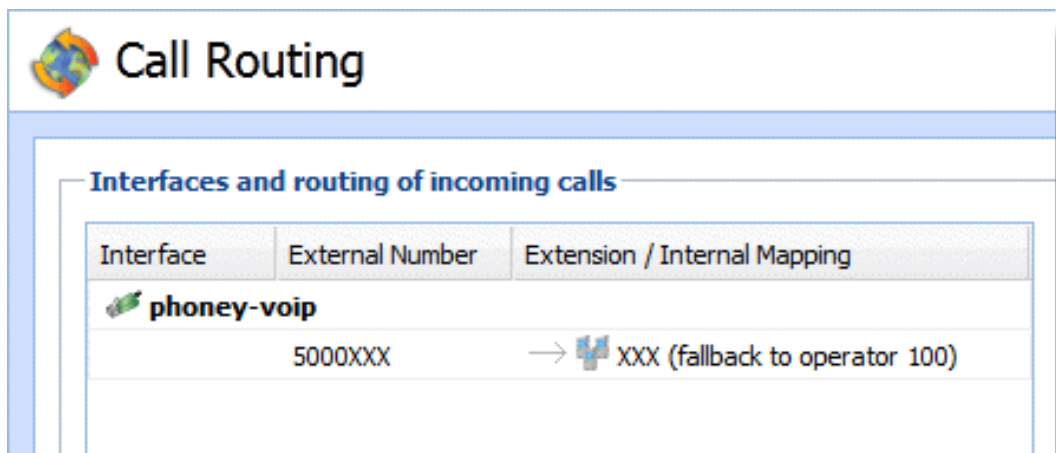 Call Routing
Interfaces and routing of incoming calls
Interface External Number Extension / Internal Mapping
phoney-voip
5000XXX → XXX (fallback to operator 100)